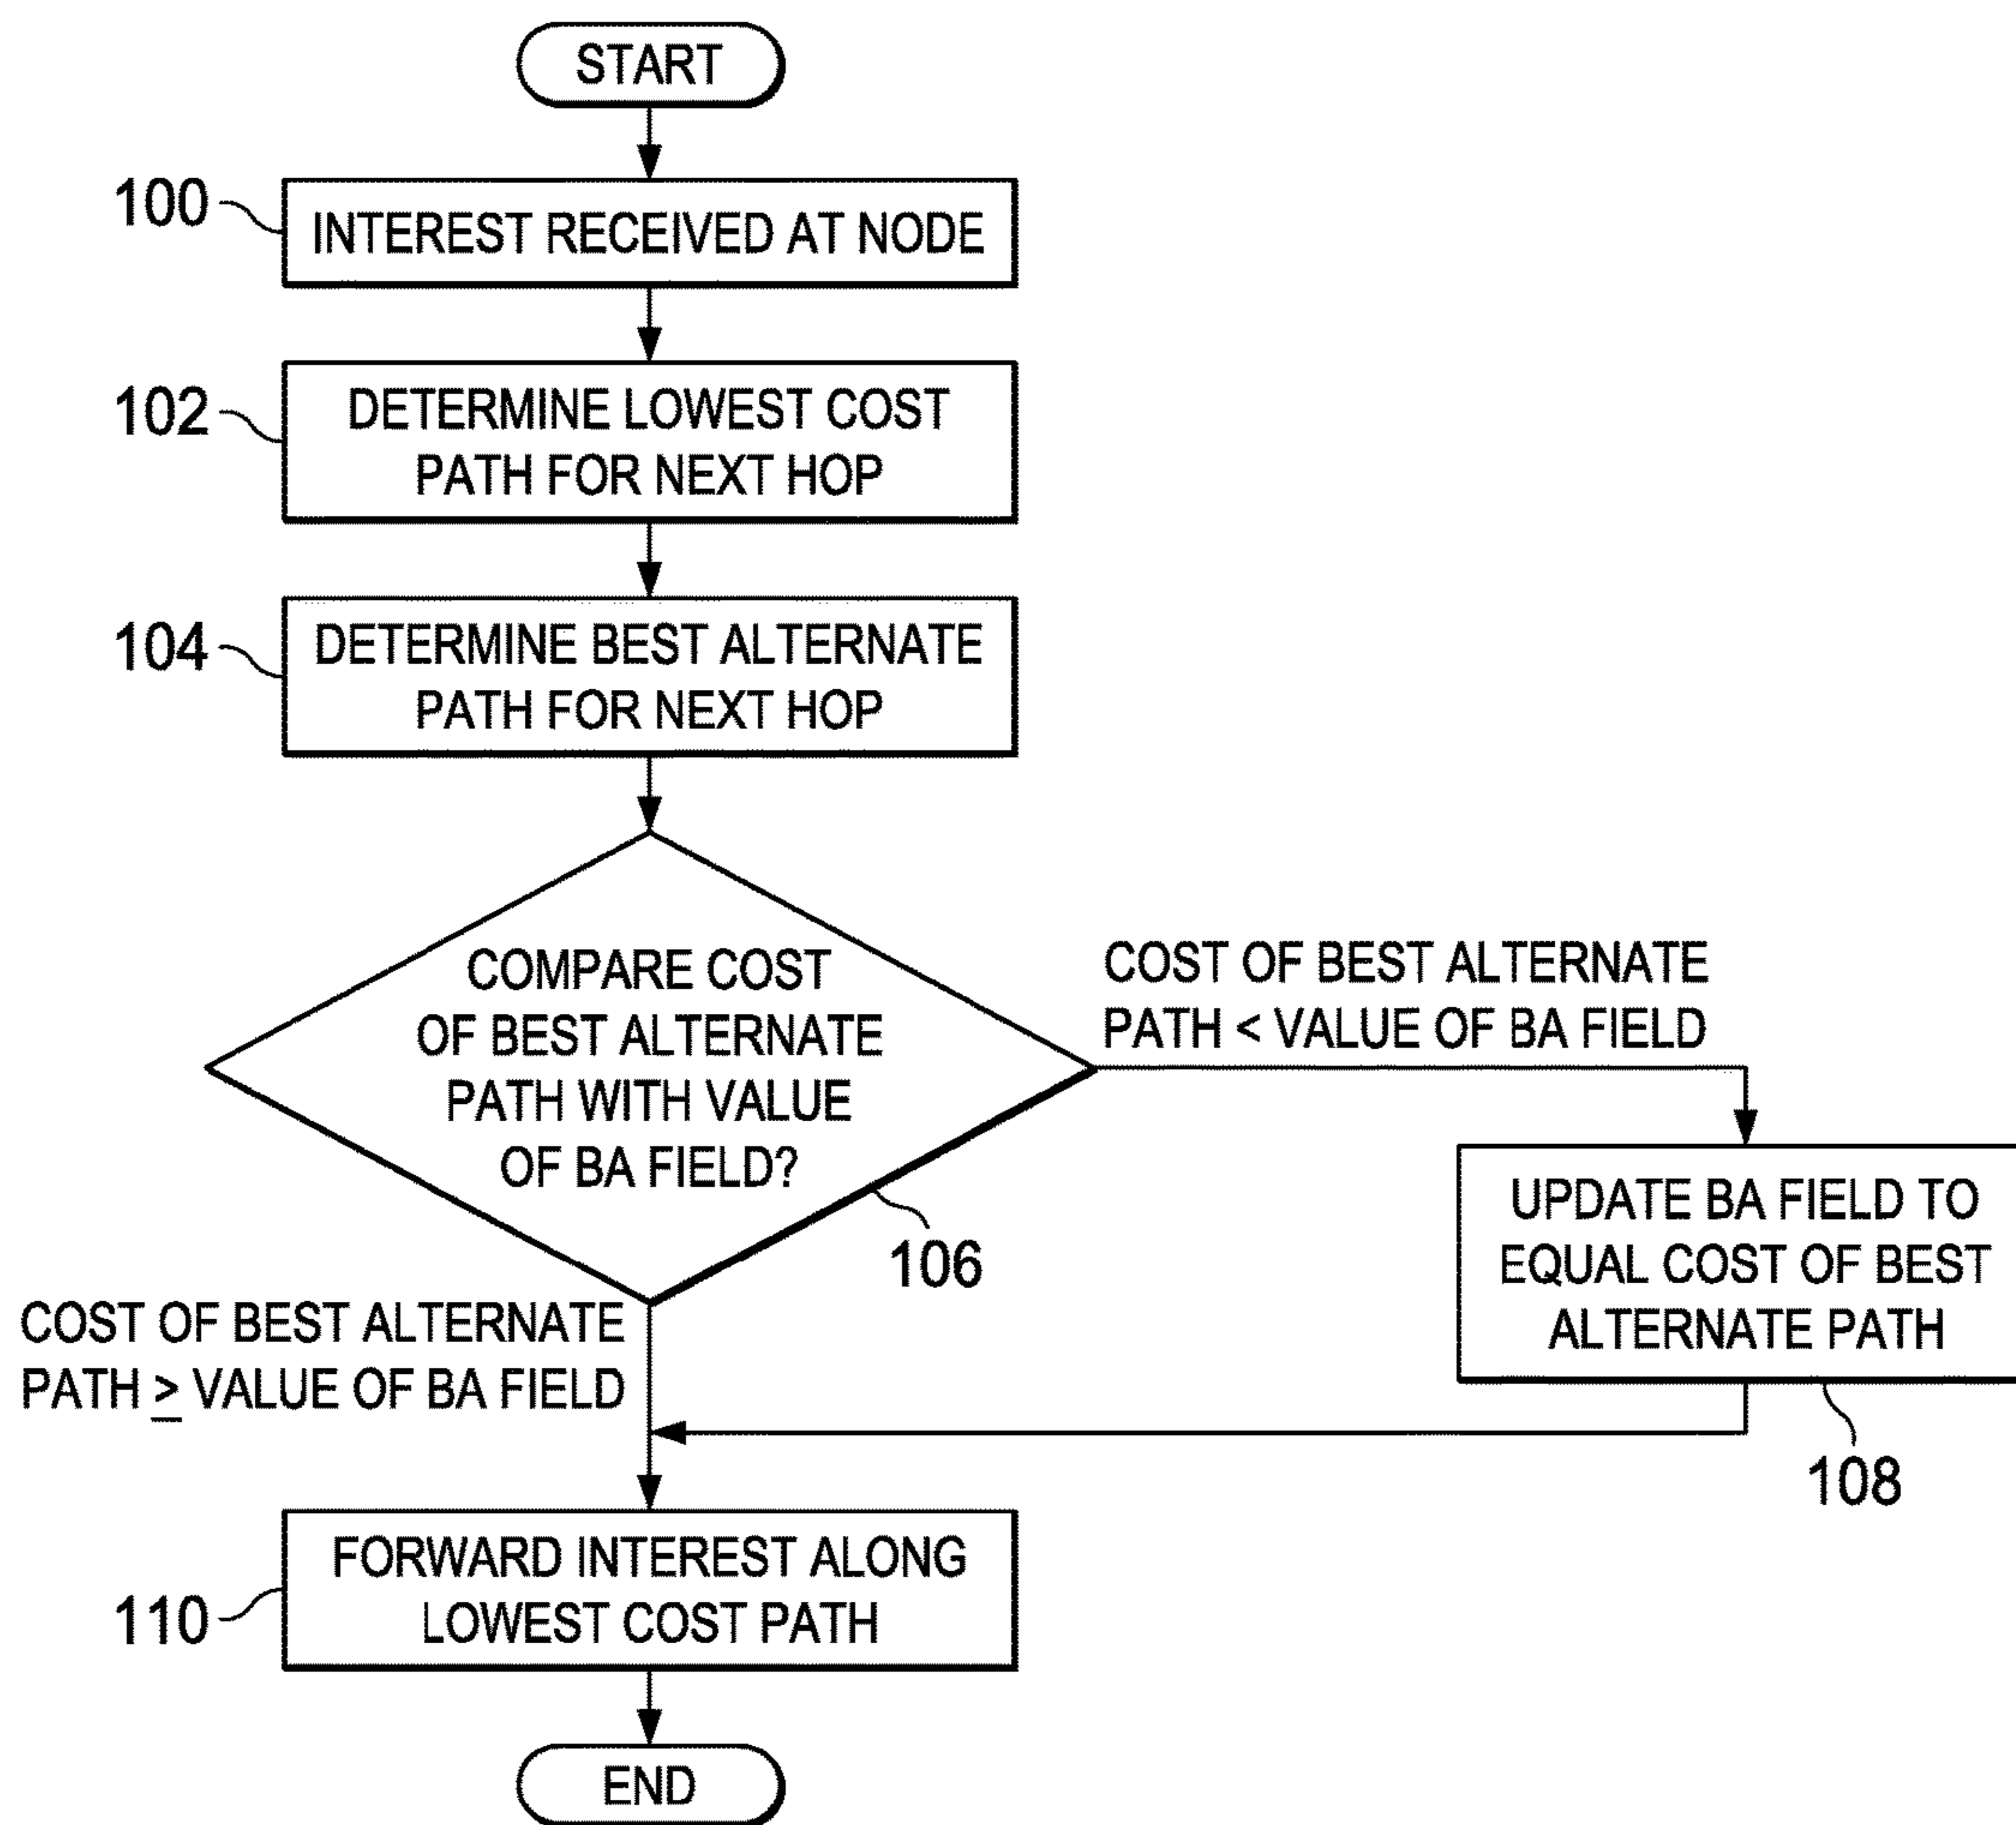 START
100
INTEREST RECEIVED AT NODE
102
DETERMINE LOWEST COST
PATH FOR NEXT HOP
104
DETERMINE BEST ALTERNATE
PATH FOR NEXT HOP
COMPARE COST
OF BEST ALTERNATE
PATH WITH VALUE
OF BA FIELD?
106
COST OF BEST ALTERNATE
PATH < VALUE OF BA FIELD
UPDATE BA FIELD TO
EQUAL COST OF BEST
ALTERNATE PATH
108
COST OF BEST ALTERNATE
PATH ≥ VALUE OF BA FIELD
110
FORWARD INTEREST ALONG
LOWEST COST PATH
END